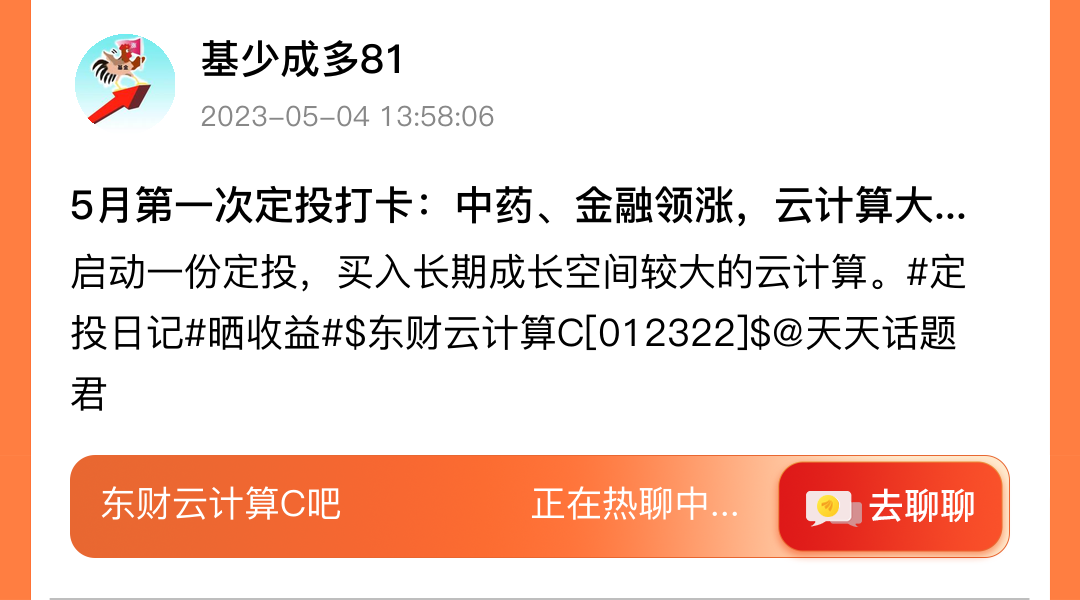 基少成多81
2023-05-04 13:58:06
5月第一次定投打卡：中药、金融领涨，云计算大...
启动一份定投，买入长期成长空间较大的云计算。#定
投日记#晒收益#$东财云计算C[012322]$@天天话题
君
东财云计算C吧 正在热聊中... 去聊聊